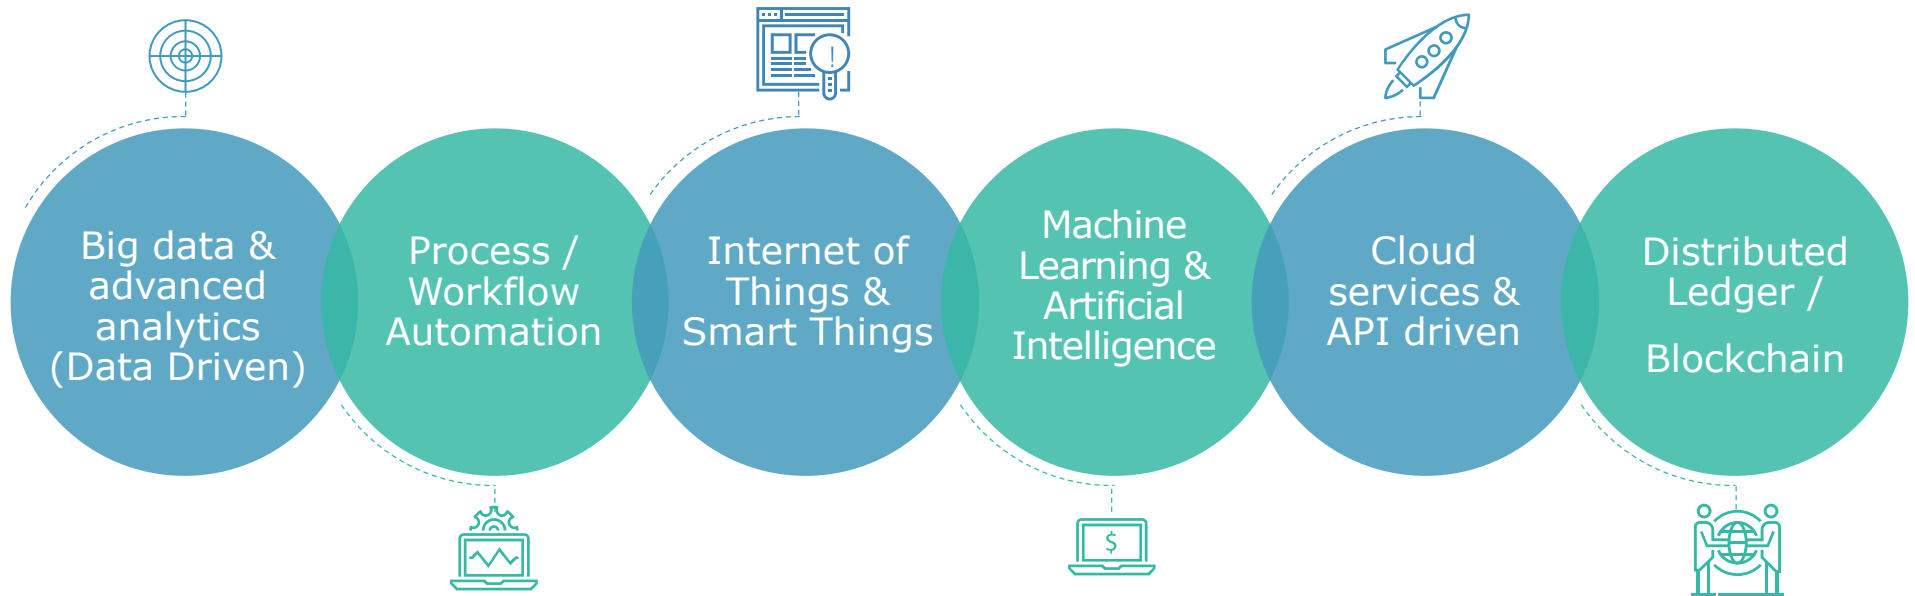 Big data &
advanced
analytics
(Data Driven)
Process /
Workflow
Automation
Internet of
Things &
Smart Things
Machine
Learning &
Artificial
Intelligence
Cloud
services &
API driven
Distributed
Ledger /
Blockchain
!
$